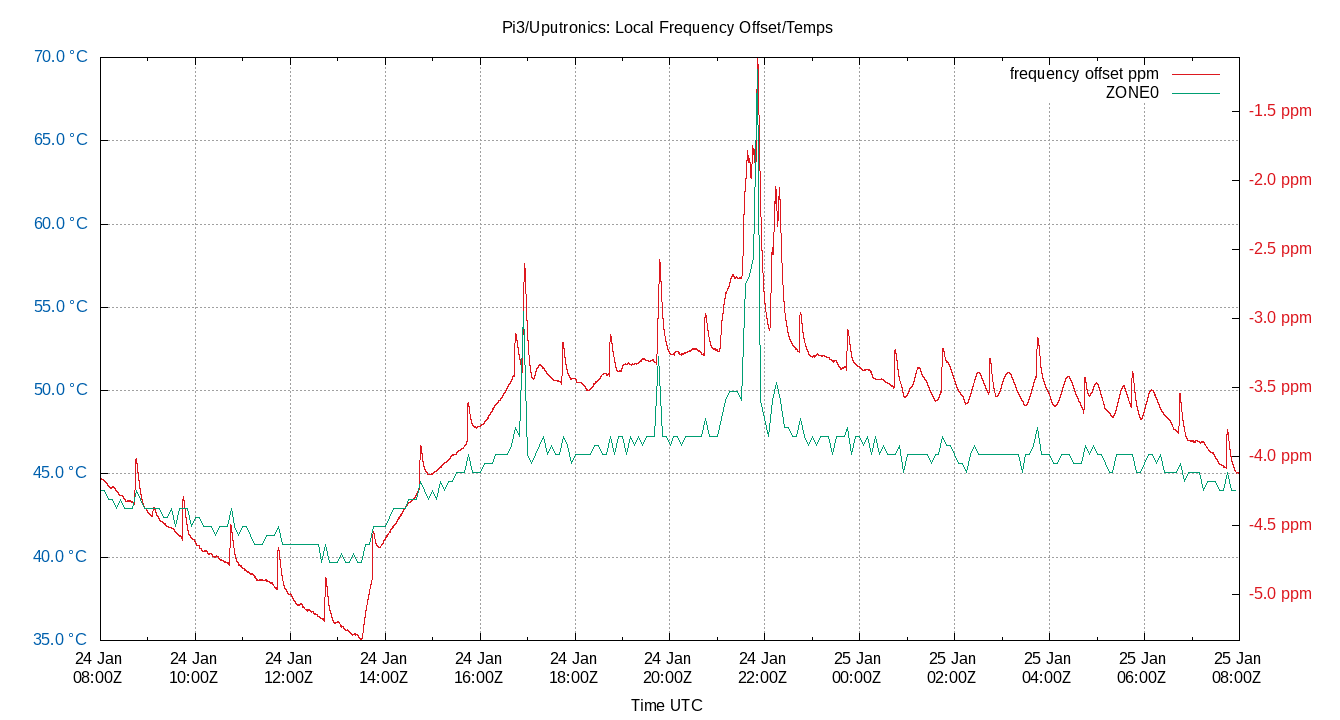 Pi3/Uputronics: Local Frequency Offset/Temps
frequency offset ppm
ZONE0
70.0 °C
65.0 °C
60.0 °C
55.0 °C
50.0 °C
45.0 °C
40.0 °C
35.0 °C
-1.5 ppm
-2.0 ppm
-2.5 ppm
-3.0 ppm
-3.5 ppm
-4.0 ppm
-4.5 ppm
-5.0 ppm
24 Jan
08:00Z
24 Jan
10:00Z
24 Jan
12:00Z
24 Jan
14:00Z
24 Jan
16:00Z
24 Jan
18:00Z
24 Jan
20:00Z
24 Jan
22:00Z
25 Jan
00:00Z
25 Jan
02:00Z
25 Jan
04:00Z
25 Jan
06:00Z
25 Jan
08:00Z
Time UTC